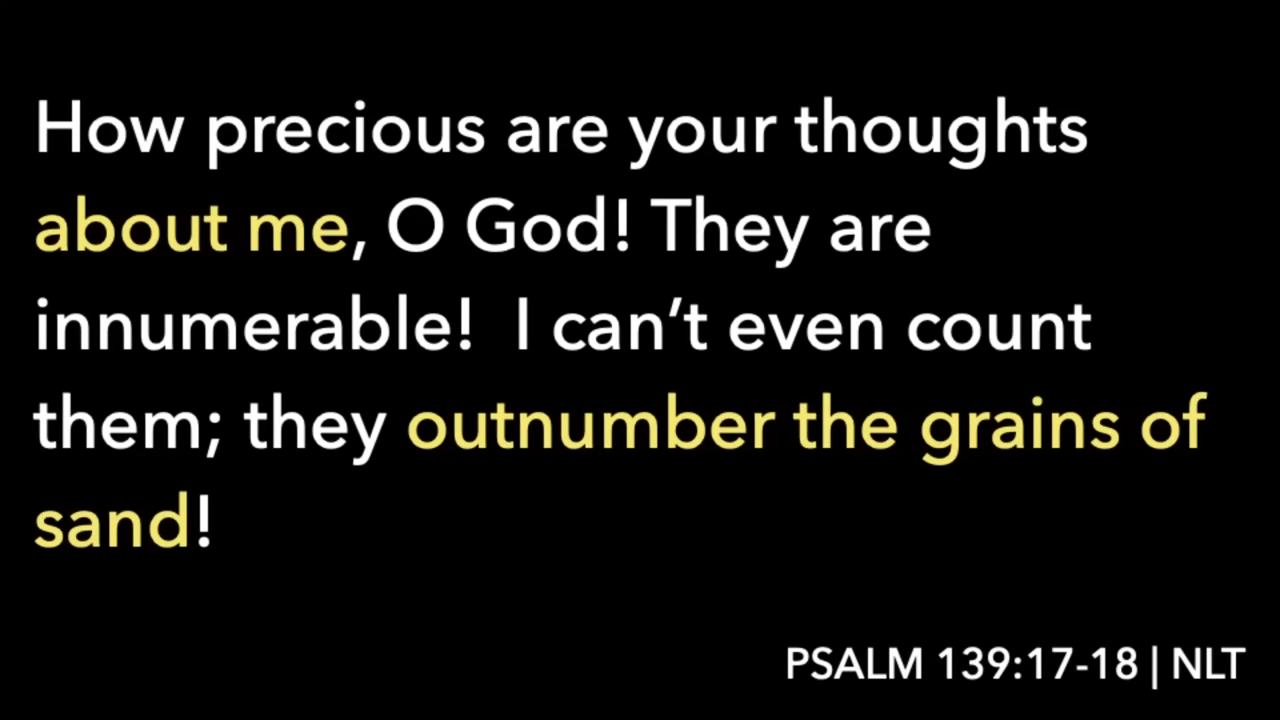 How precious are your thoughts
about me, O God! They are
innumerable!  I can’t even count
them; they outnumber the grains of
sand!
PSALM 139:17-18 | NLT